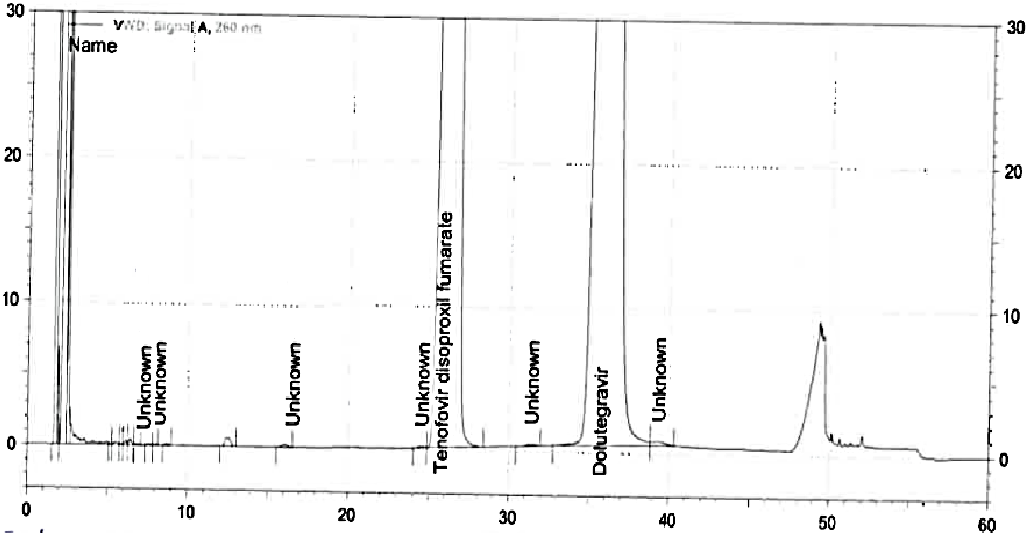 30
30
VWD: Signal A, 260 nm
Name
20
20
10
10
Unknown
Unknown
Unknown
Unknown
Tenofovir disoproxil fumarate
Unknown
Dolutegravir
Unknown
0
0
0 10 20 30 40 50 60